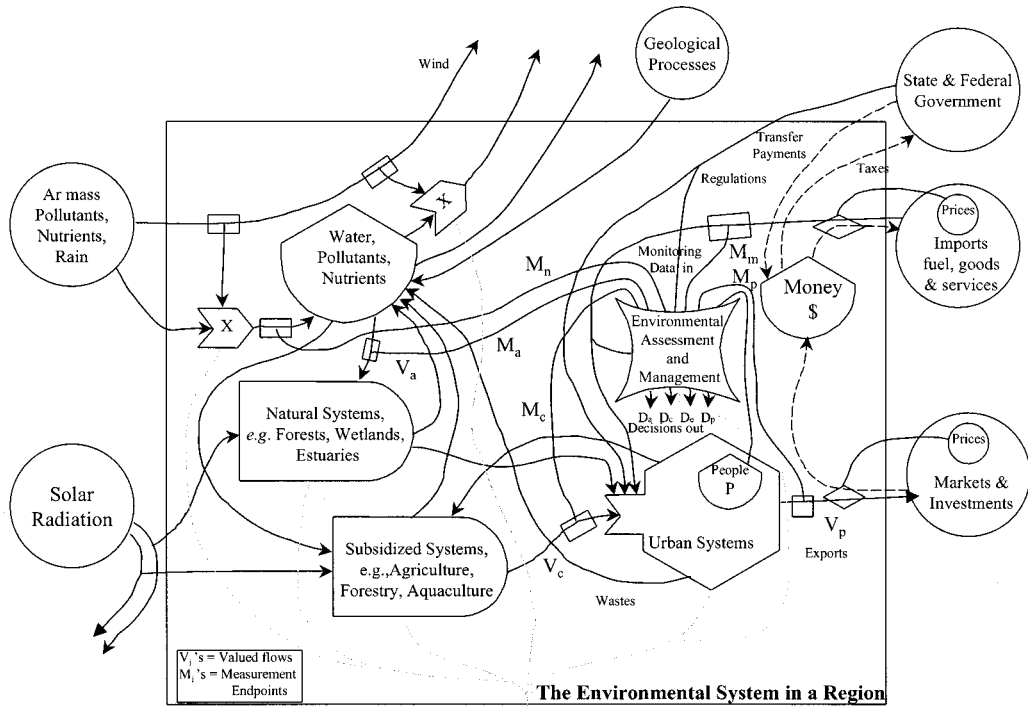 Geological
Processes
Wind
State & Federal
Government
Transfer
Payments
Regulations
Taxes
Ar mass
Pollutants,
Nutrients,
Rain
X
Water,
Pollutants,
Nutrients
Mn
Monitoring
Data in
Mm
Mp
Prices
Imports
fuel, goods
& services
Money
$
X
Environmental
Assessment
and
Management
Ma
Va
Mc
Da Dc De Dp
Decisions out
Natural Systems,
e.g. Forests, Wetlands,
Estuaries
People
P
Prices
Markets &
Investments
Solar
Radiation
Urban Systems
Vp
Exports
Subsidized Systems,
e.g.,Agriculture,
Forestry, Aquaculture
Vc
Wastes
Vi's = Valued flows
Mi's = Measurement
Endpoints
The Environmental System in a Region